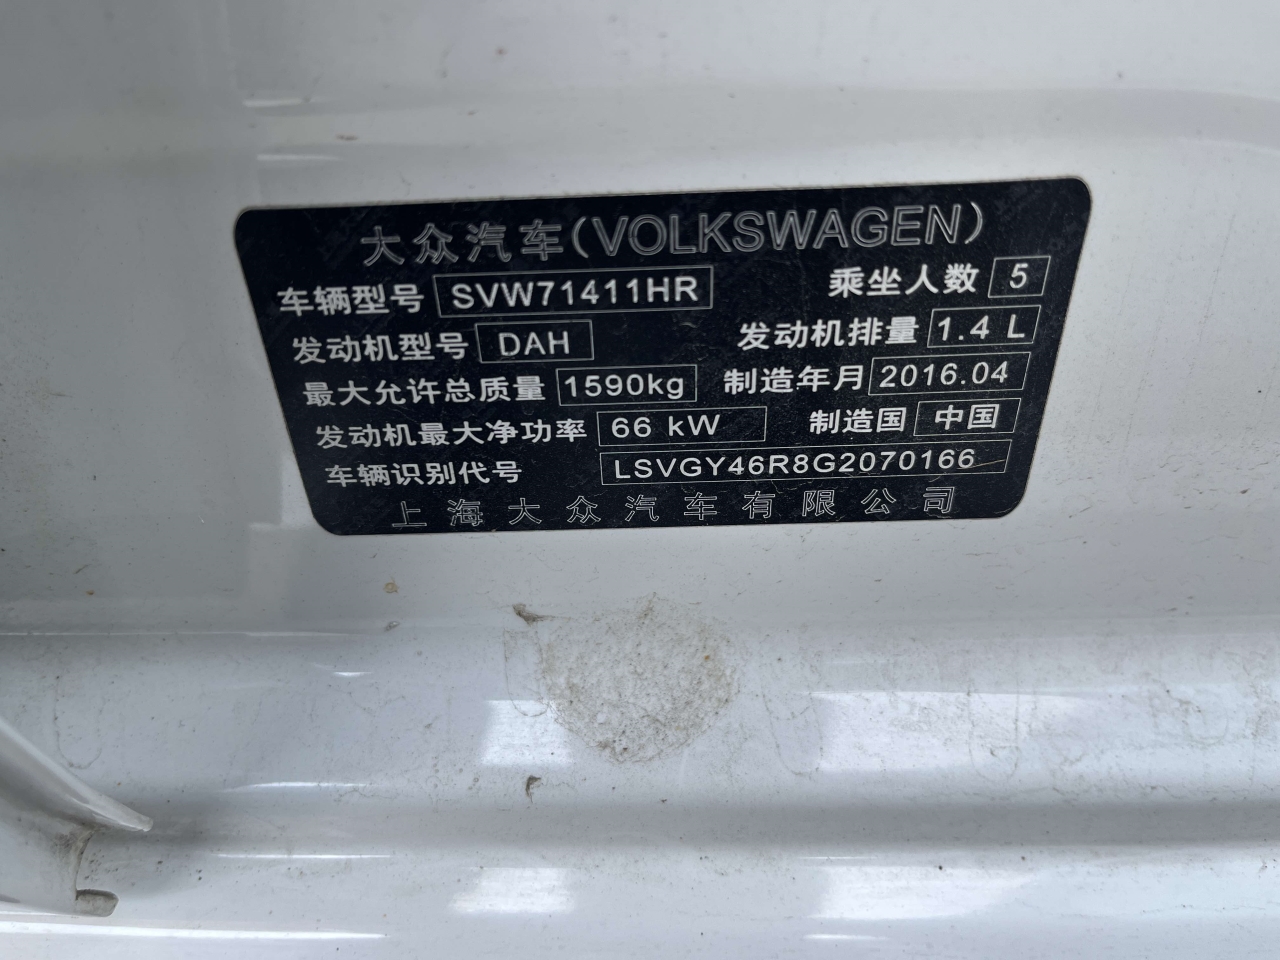 大众汽车(VOLKSWAGEN)
车辆型号 SVW71411HR 乘坐人数 5
发动机型号 DAH 发动机排量 1.4 L
最大允许总质量 1590kg 制造年月 2016.04
发动机最大净功率 66 kW 制造国 中国
车辆识别代号 LSVGY46R8G2070166
上海大众汽车有限公司